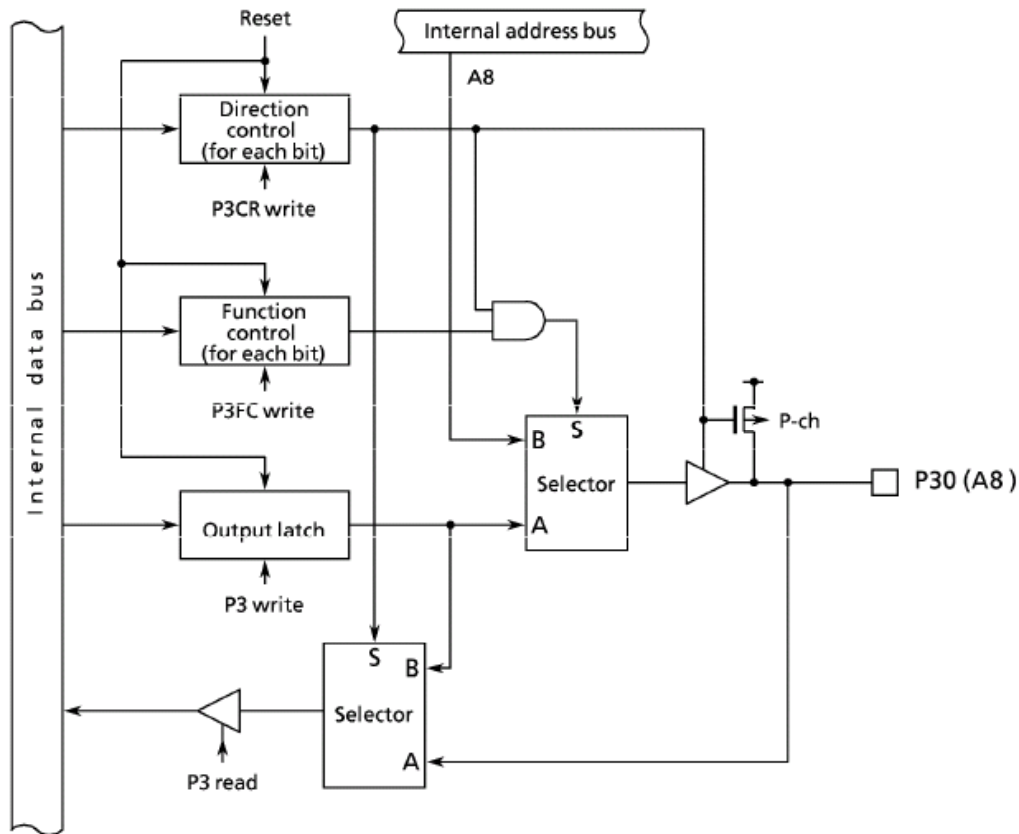 Reset
Internal address bus
A8
Direction
control
(for each bit)
P3CR write
Internal data bus
Function
control
(for each bit)
P3FC write
S
P-ch
B
Selector
P30 (A8)
A
Output latch
P3 write
S
B
Selector
A
P3 read